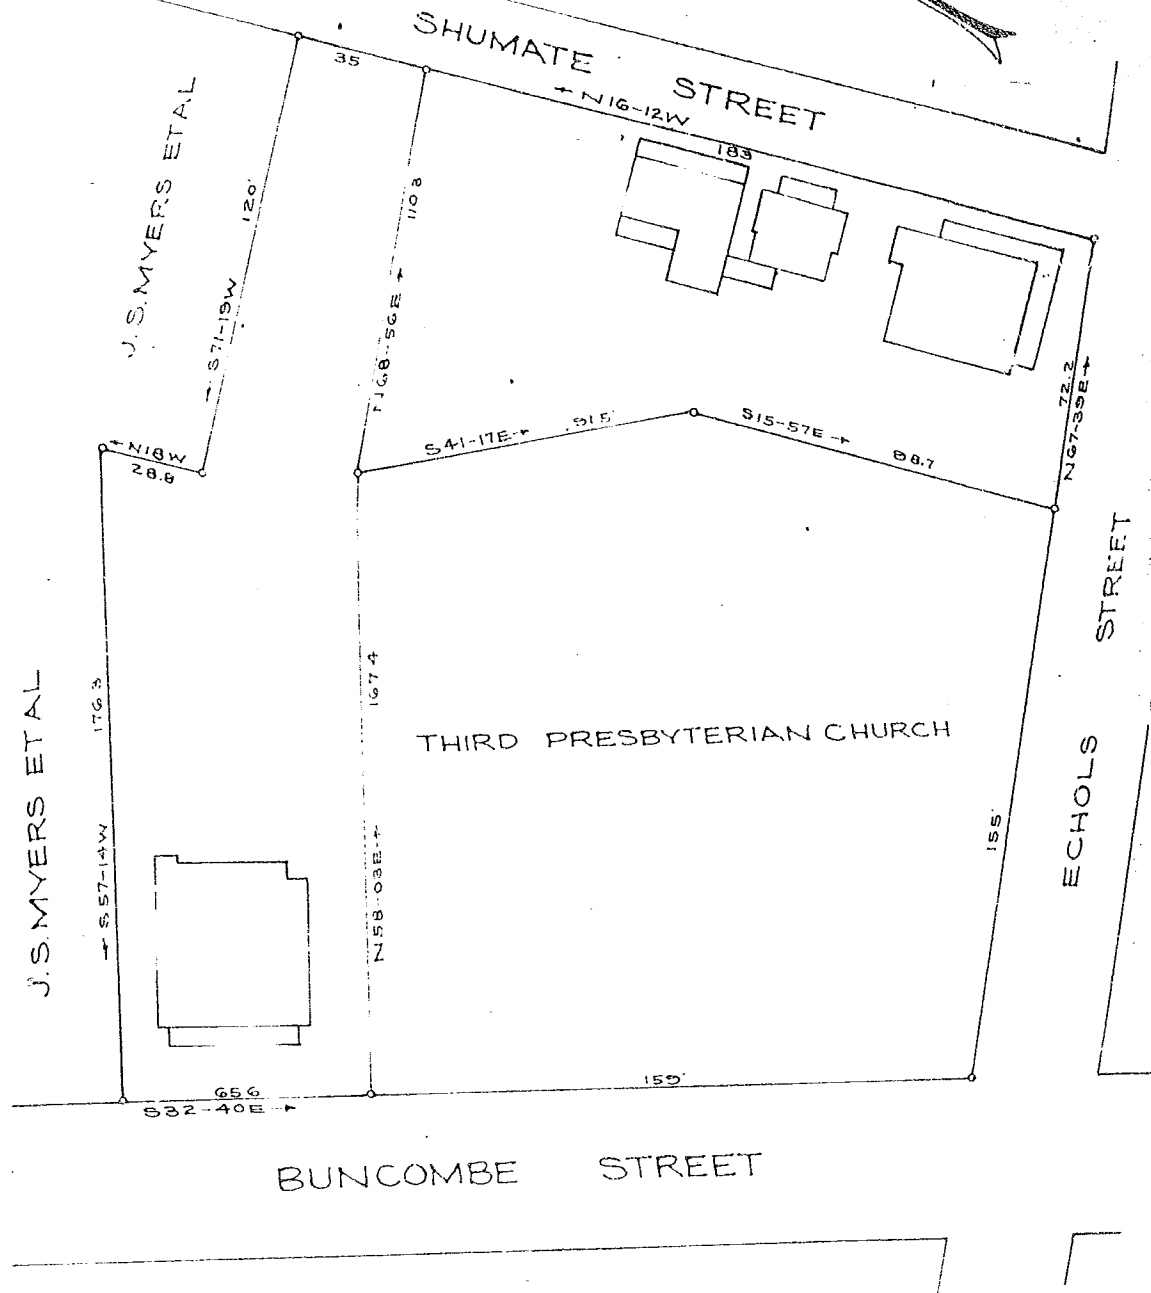 SHUMATE STREET
35
← N16-12W
183
J.S. MYERS ET AL
120'
← S71-19W
110 3
N68-56E →
72.2
N67-39E →
S41-17E →
91 5'
S15-57E →
98.7
← N18W
28.8
STREET
ECHOLS
J.S. MYERS ET AL
176 3
← S57-14W
167 4
N58-03E →
THIRD PRESBYTERIAN CHURCH
155'
65 6
S32-40E →
159'
BUNCOMBE STREET